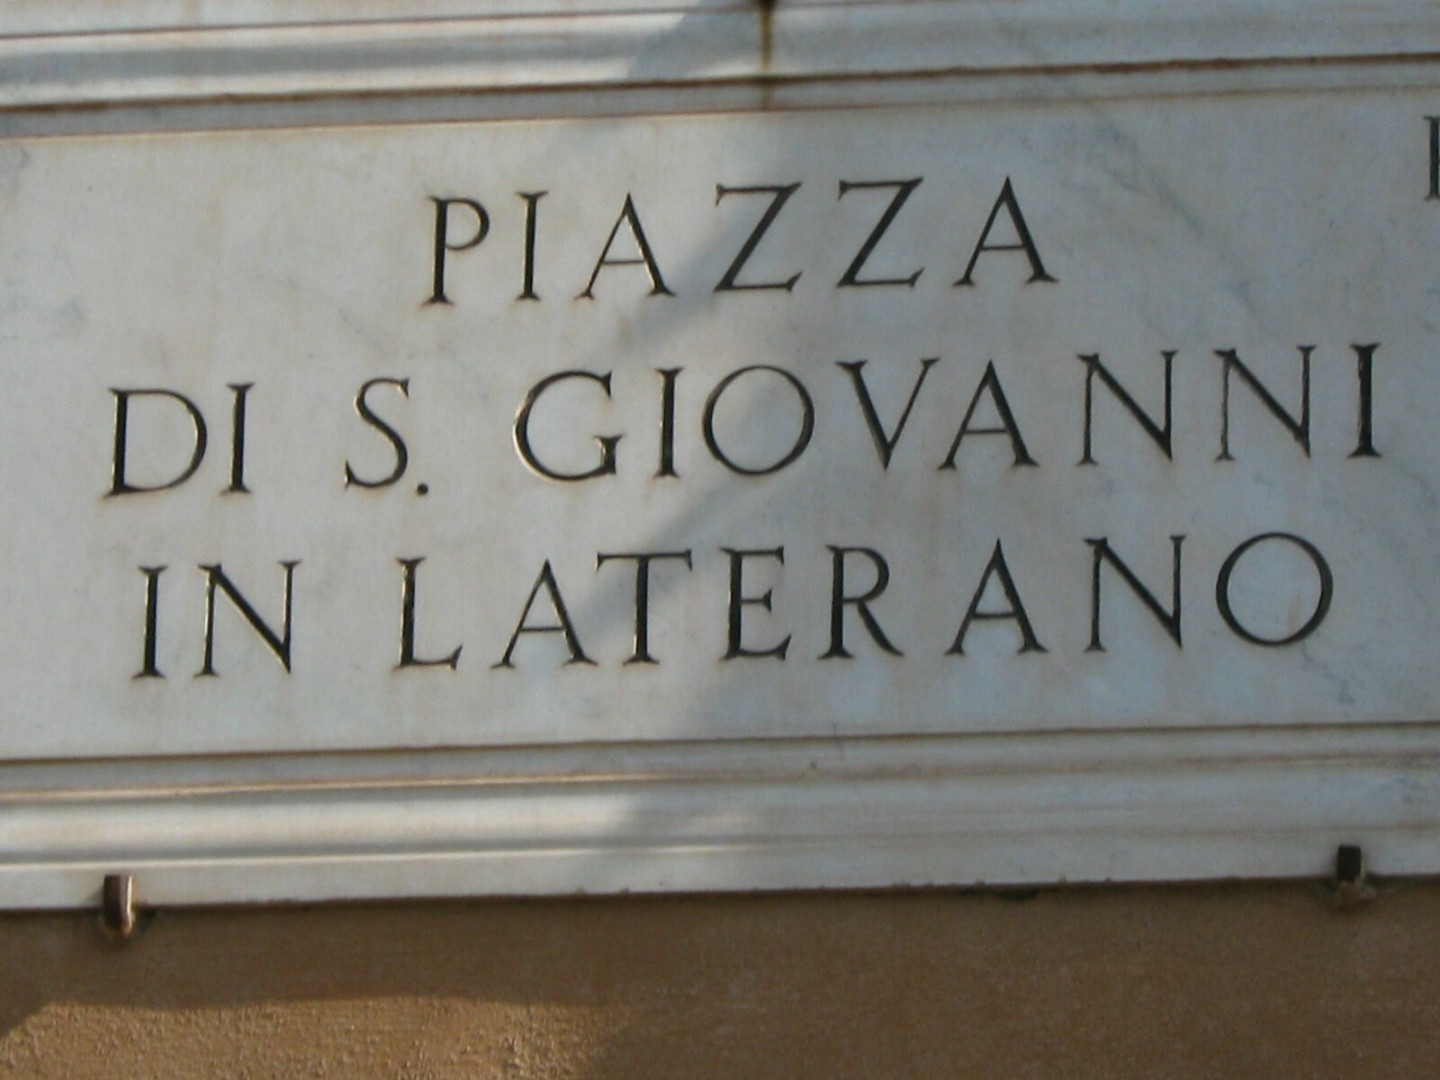 PIAZZA
DI S. GIOVANNI
IN LATERANO